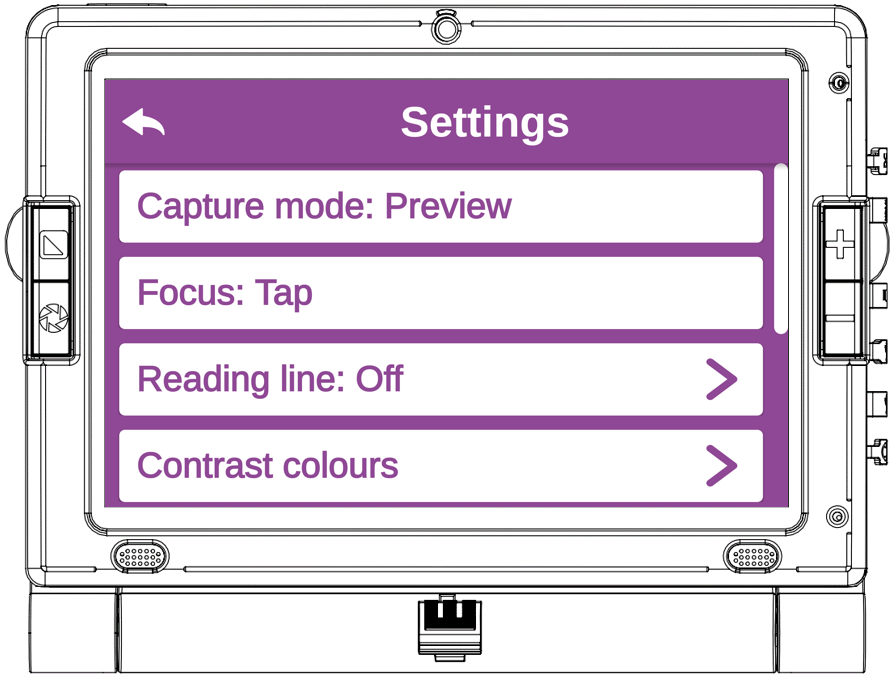 Settings
Capture mode: Preview
Focus: Tap
Reading line: Off
Contrast colours